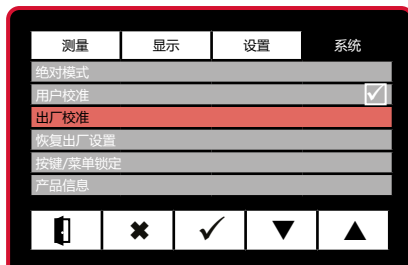 测量 显示 设置 系统
绝对模式
用户校准
出厂校准
恢复出厂设置
按键/菜单锁定
产品信息